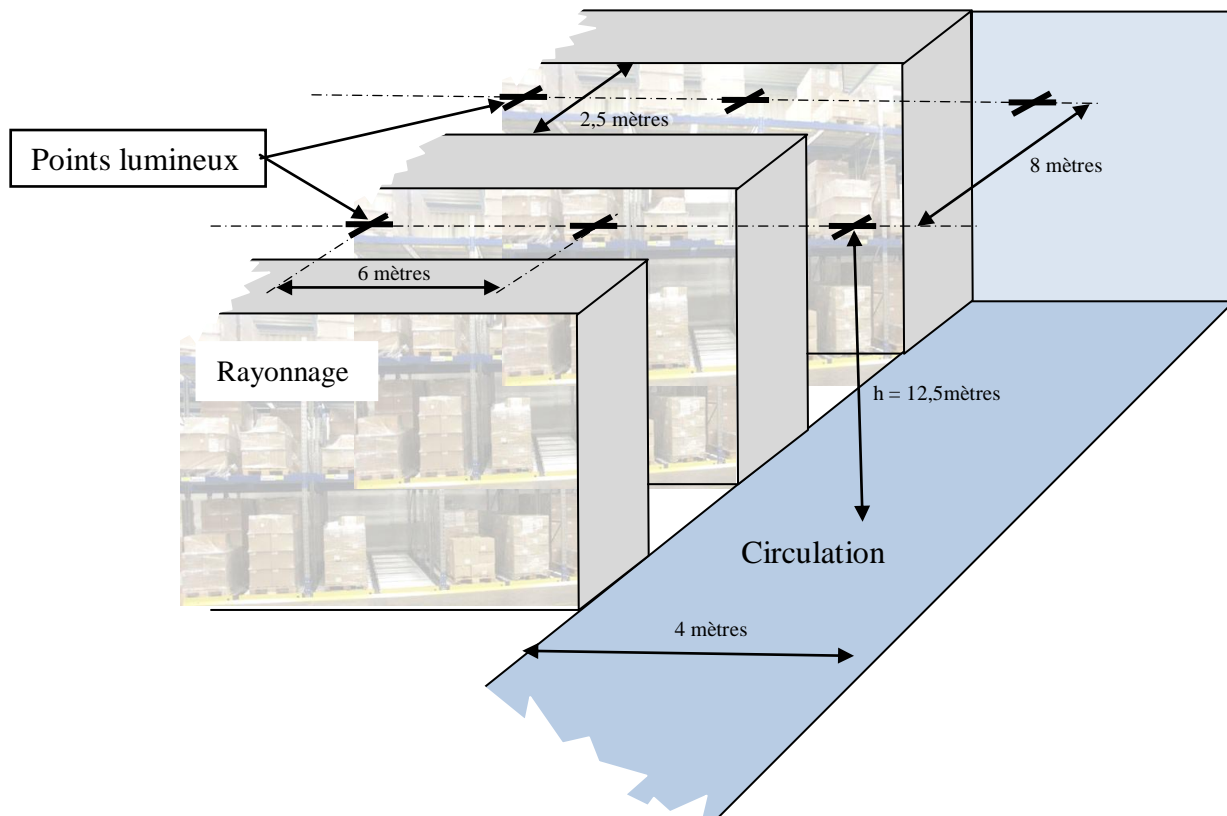 2,5 mètres
Points lumineux
8 mètres
6 mètres
Rayonnage
h = 12,5mètres
Circulation
4 mètres